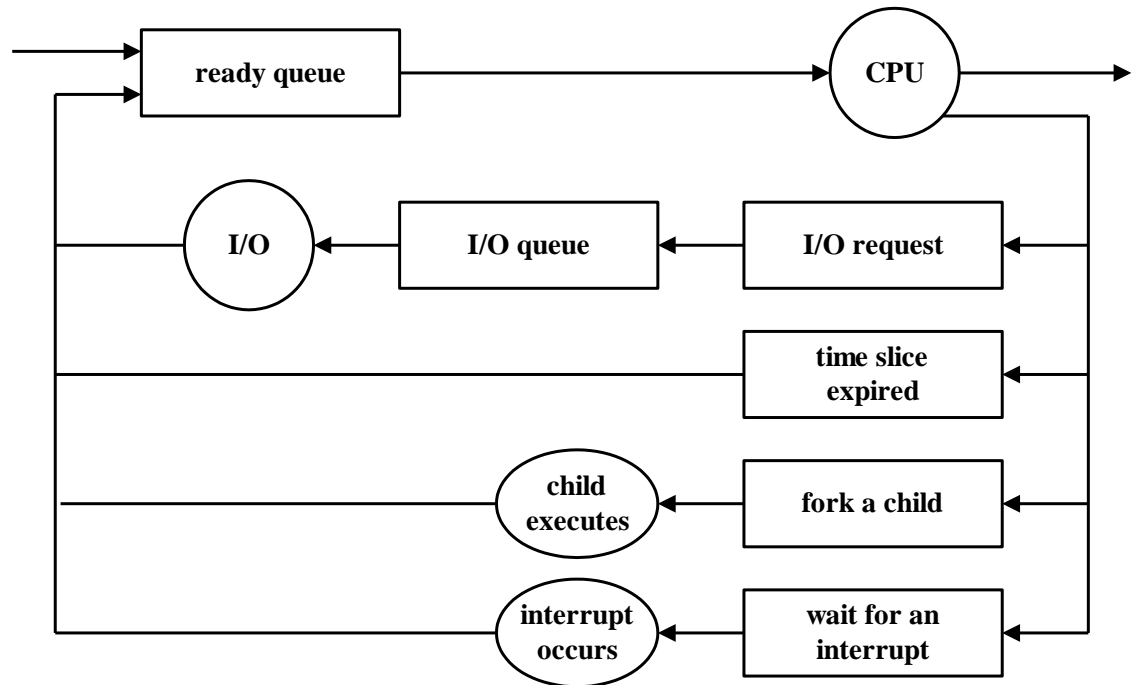 ready queue
CPU
I/O
I/O queue
I/O request
time slice
expired
child
executes
fork a child
interrupt
occurs
wait for an
interrupt